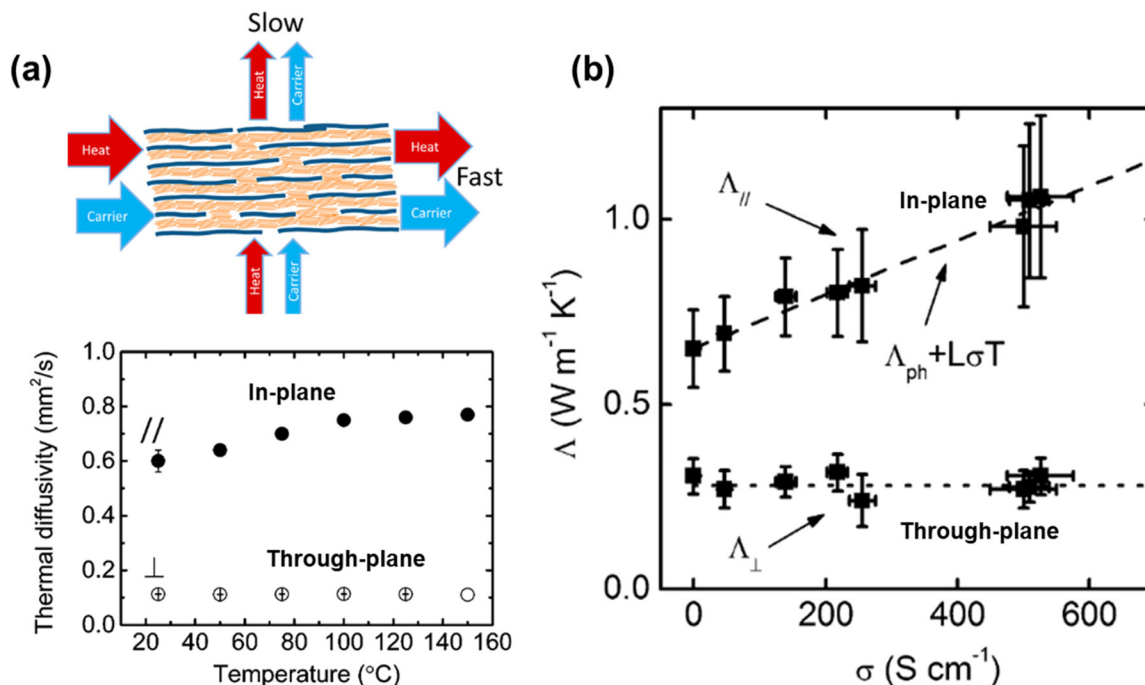 (a)
Slow
Heat
Carrier
Heat
Heat
Fast
Carrier
Carrier
Heat
Carrier
Thermal diffusivity (mm²/s)
1.0
0.8
0.6
0.4
0.2
0.0
In-plane
//
Through-plane
⊥
20 40 60 80 100 120 140 160
Temperature (°C)
(b)
Λ (W m⁻¹ K⁻¹)
1.0
0.5
0.0
Λ//
In-plane
Λph+LσT
Λ⊥
Through-plane
0 200 400 600
σ (S cm⁻¹)